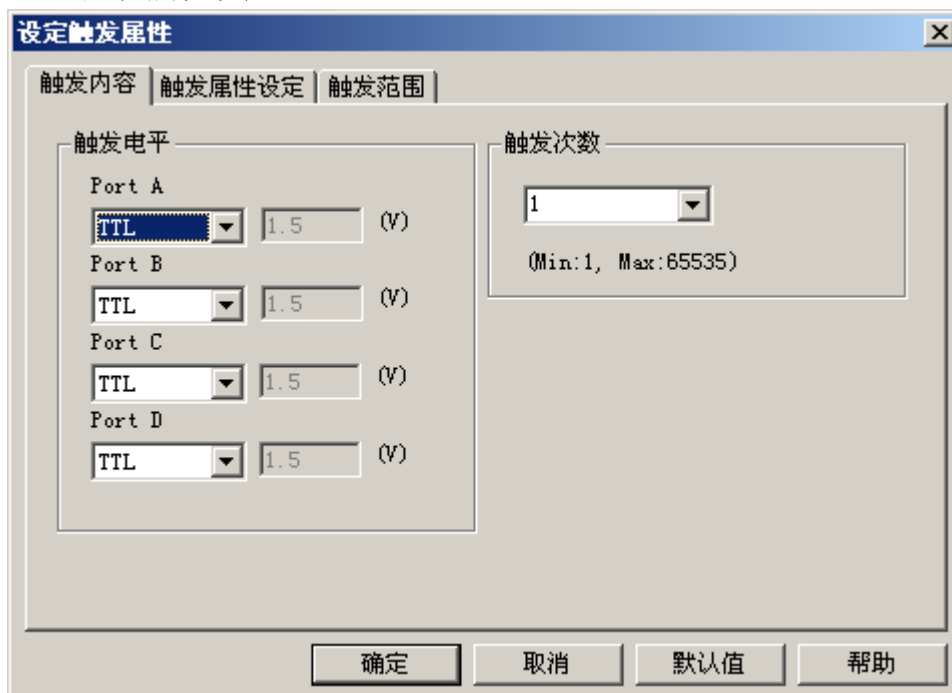 设定触发属性
触发内容 触发属性设定 触发范围
触发电平
Port A
TTL 1.5 (V)
Port B
TTL 1.5 (V)
Port C
TTL 1.5 (V)
Port D
TTL 1.5 (V)
触发次数
1
(Min:1, Max:65535)
确定 取消 默认值 帮助